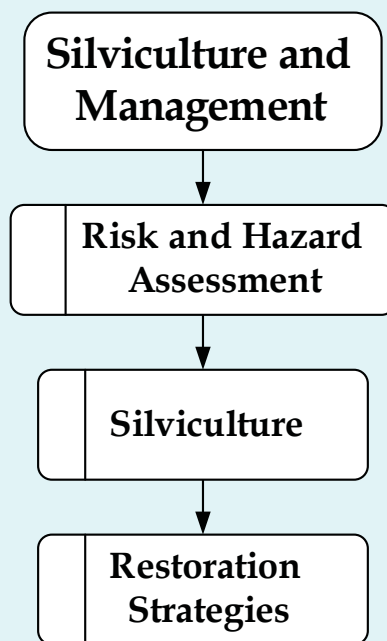 Silviculture and
Management
Risk and Hazard
Assessment
Silviculture
Restoration
Strategies